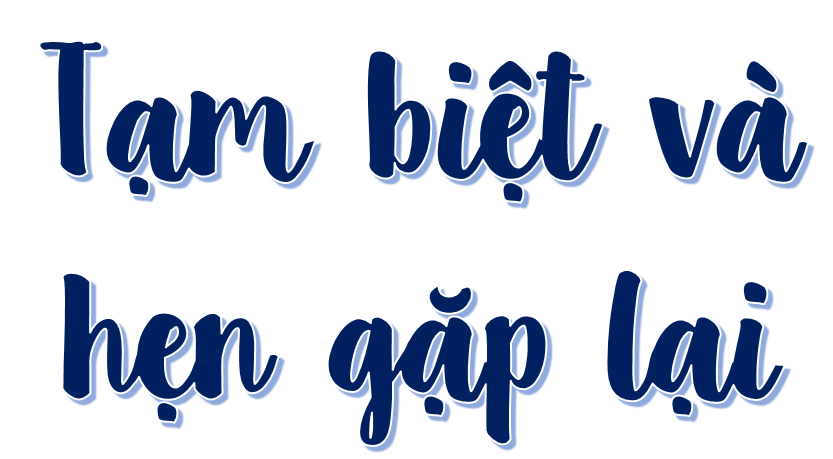 Tạm biệt và
hẹn gặp lại